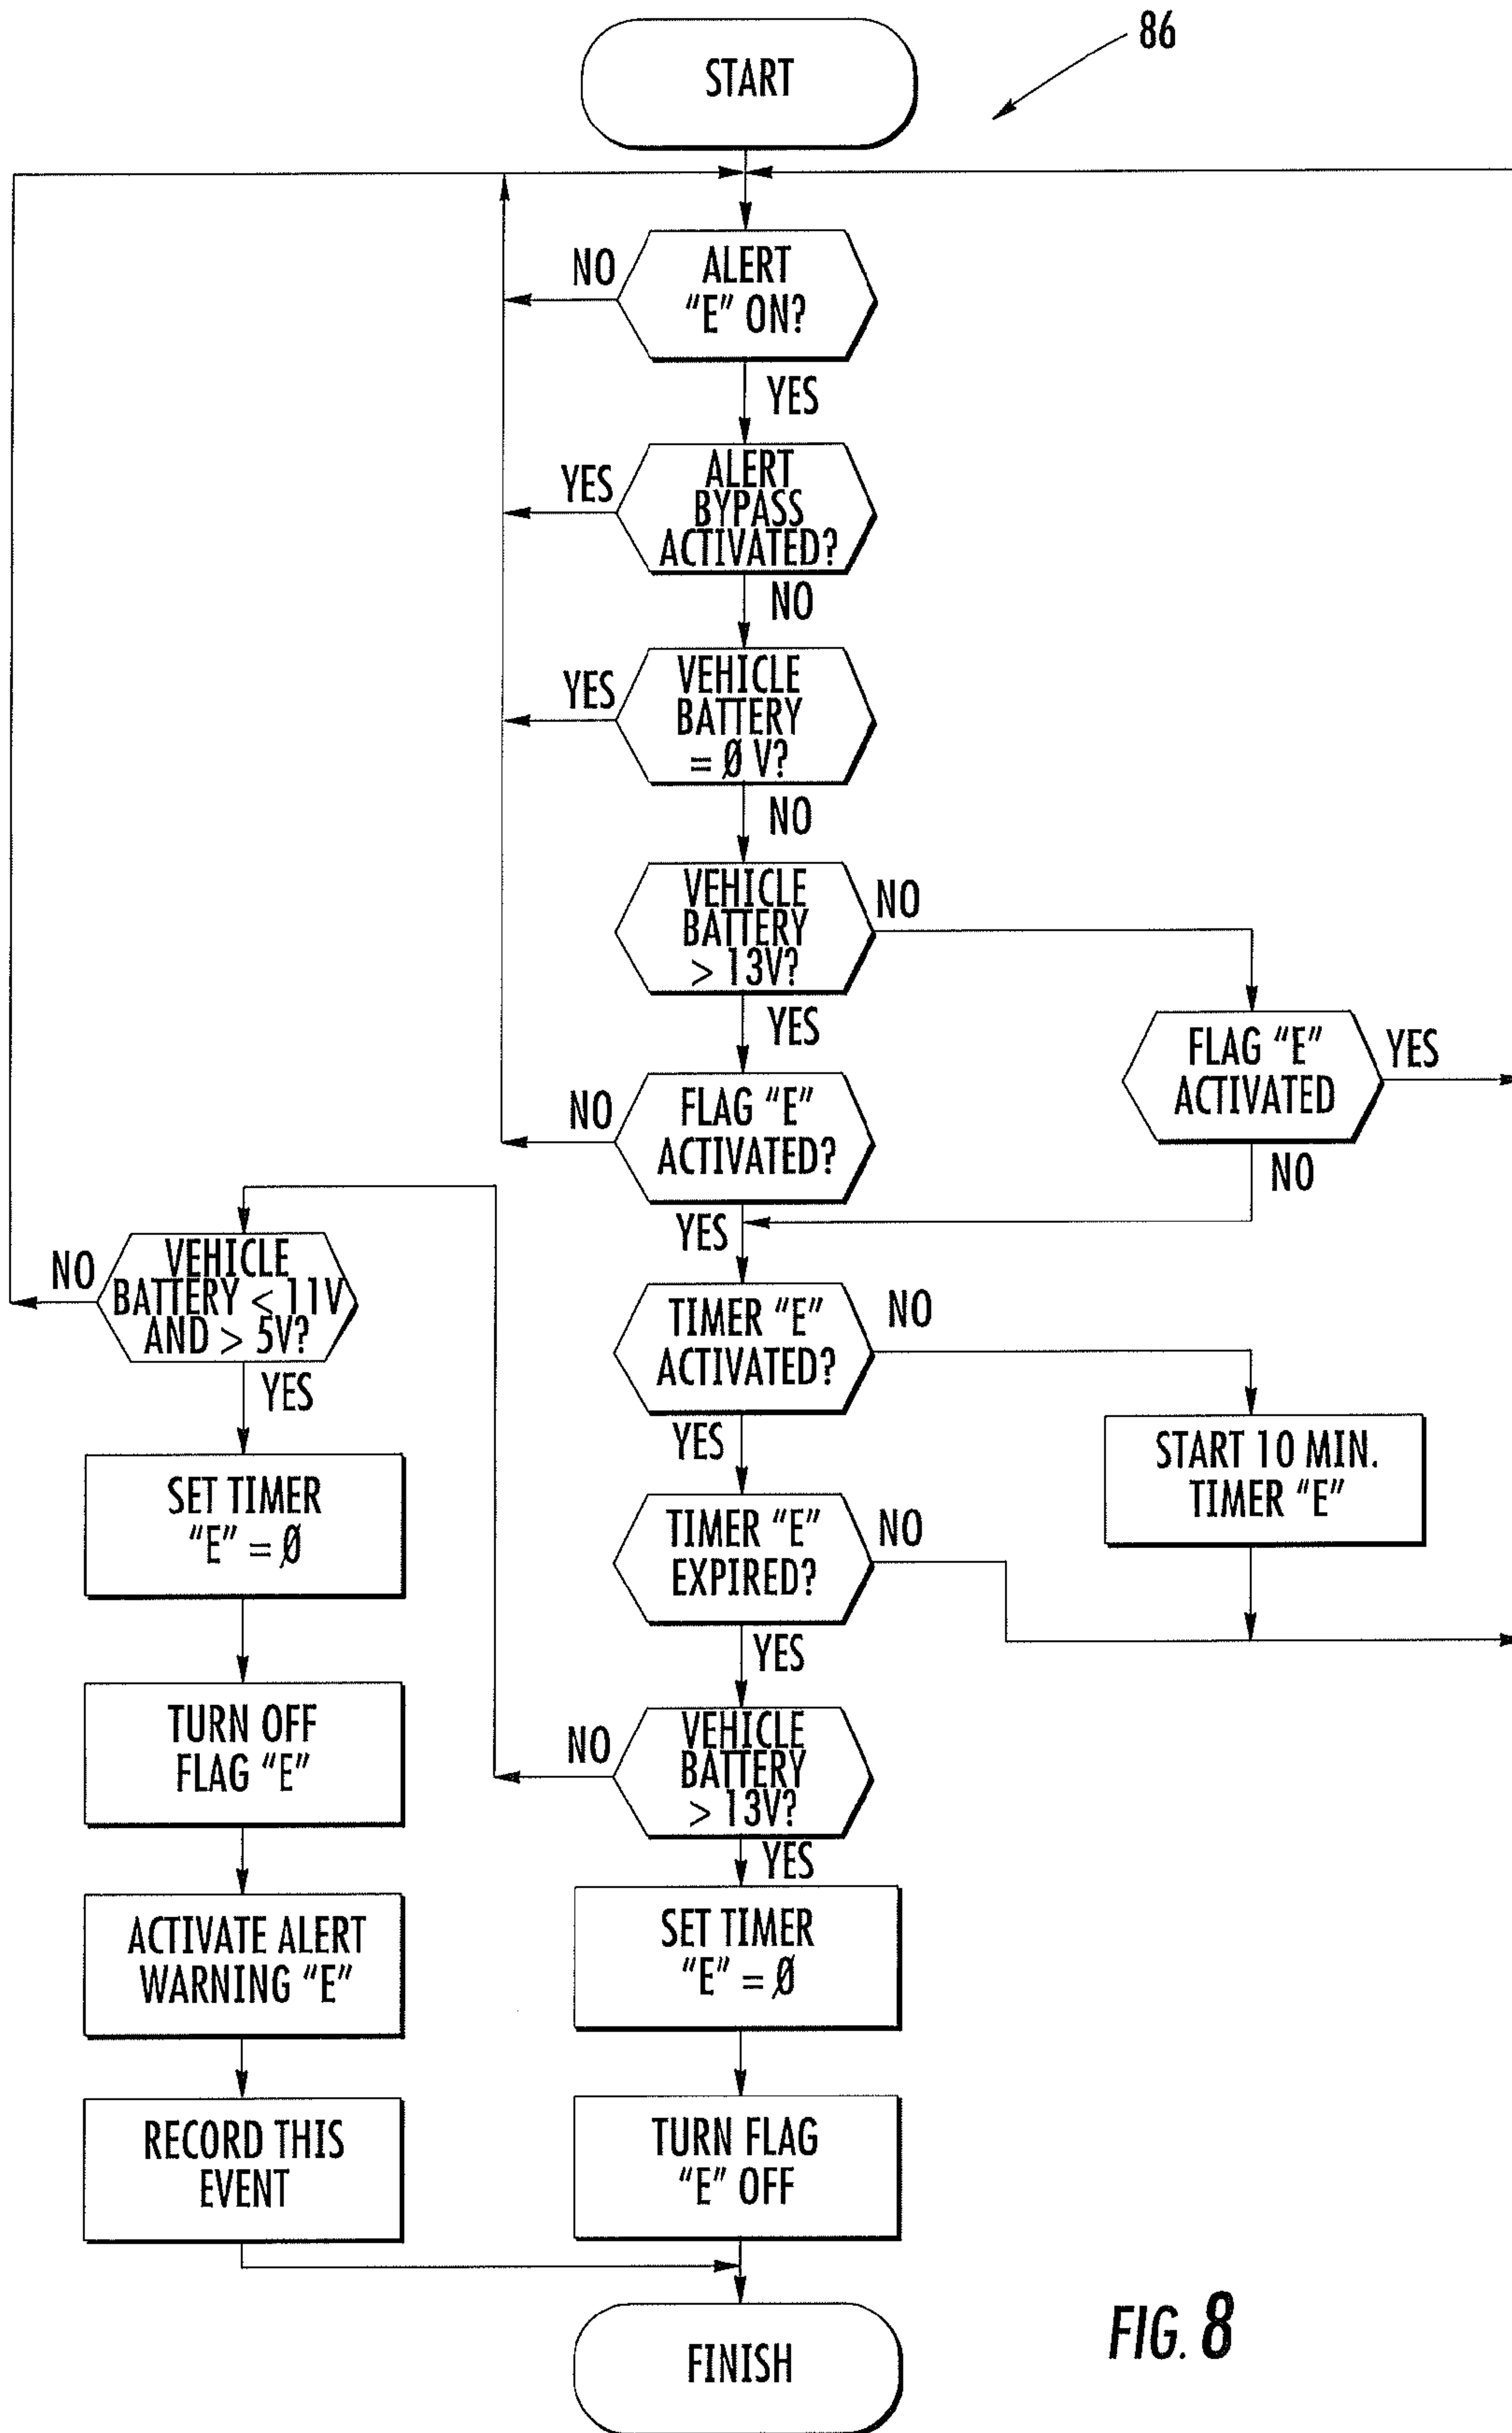 86
START
ALERT
"E" ON?
NO
YES
ALERT
BYPASS
ACTIVATED?
YES
NO
VEHICLE
BATTERY
= Ø V?
YES
NO
VEHICLE
BATTERY
> 13V?
NO
YES
FLAG "E"
ACTIVATED
YES
NO
FLAG "E"
ACTIVATED?
NO
YES
TIMER "E"
ACTIVATED?
NO
YES
START 10 MIN.
TIMER "E"
TIMER "E"
EXPIRED?
NO
YES
VEHICLE
BATTERY
> 13V?
NO
YES
VEHICLE
BATTERY < 11V
AND > 5V?
NO
YES
SET TIMER
"E" = Ø
TURN OFF
FLAG "E"
ACTIVATE ALERT
WARNING "E"
RECORD THIS
EVENT
SET TIMER
"E" = Ø
TURN FLAG
"E" OFF
FINISH
FIG. 8